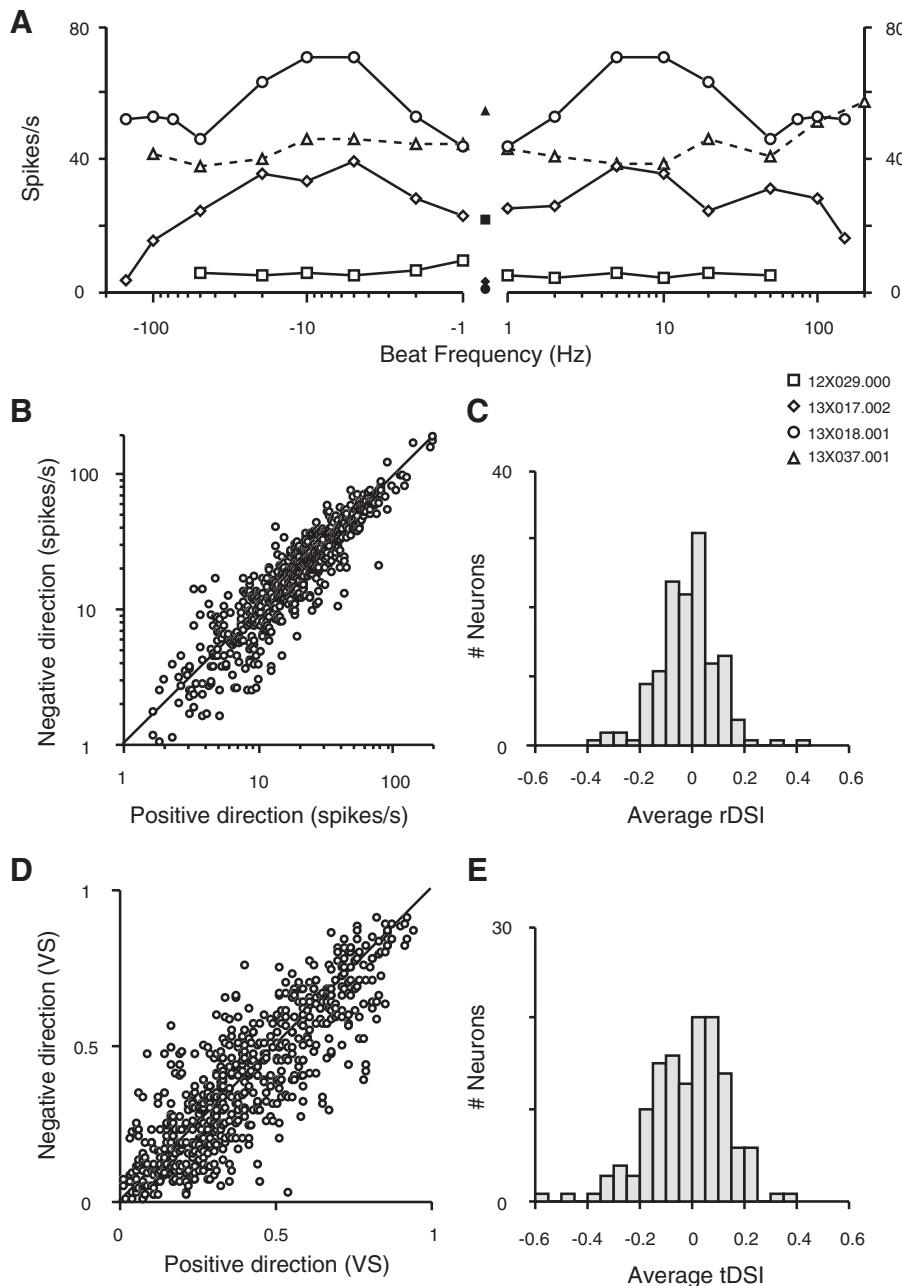 A
80
80
Spikes/s
40
40
0
0
-100
-10
-1
1
10
100
Beat Frequency (Hz)
12X029.000
13X017.002
13X018.001
13X037.001
B
Negative direction (spikes/s)
100
10
1
1
10
100
Positive direction (spikes/s)
C
40
# Neurons
0
-0.6
-0.4
-0.2
0
0.2
0.4
0.6
Average rDSI
D
1
Negative direction (VS)
0.5
0
0
0.5
1
Positive direction (VS)
E
30
# Neurons
0
-0.6
-0.4
-0.2
0
0.2
0.4
0.6
Average tDSI